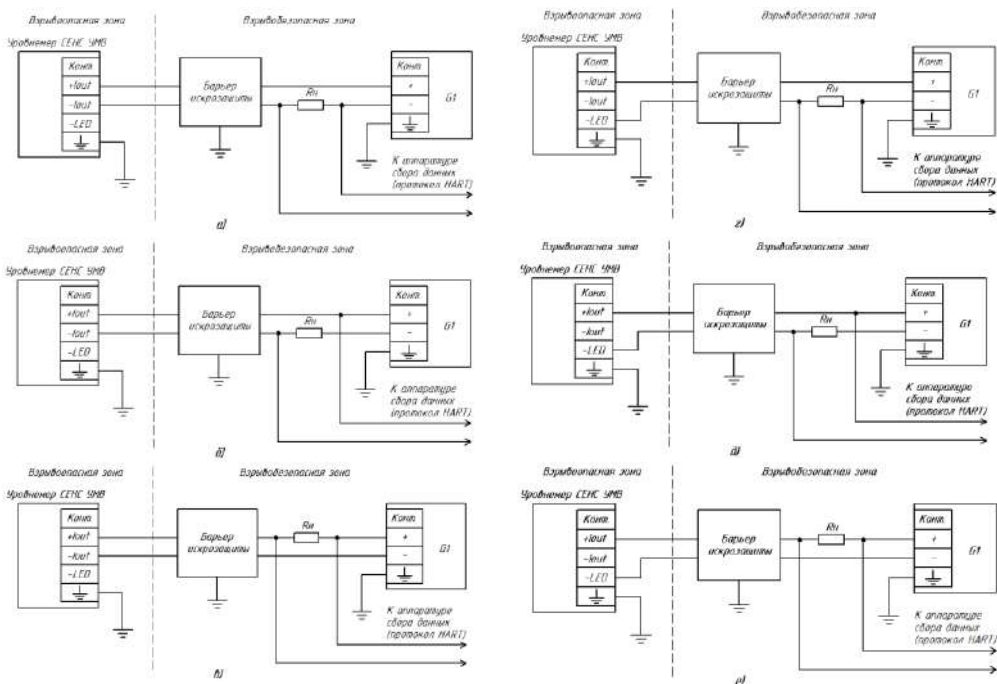 Взрывоопасная зона
Взрывобезопасная зона
Уровнемер СЕНС УМВ
Конт.
+Iout
-Iout
-LED
Барьер
искрозащиты
Rн
Конт.
+
-
G1
К аппаратуре
сбора данных
(протокол HART)
а)
Взрывоопасная зона
Взрывобезопасная зона
Уровнемер СЕНС УМВ
Конт.
+Iout
-Iout
-LED
Барьер
искрозащиты
Rн
Конт.
+
-
G1
К аппаратуре
сбора данных
(протокол HART)
б)
Взрывоопасная зона
Взрывобезопасная зона
Уровнемер СЕНС УМВ
Конт.
+Iout
-Iout
-LED
Барьер
искрозащиты
Rн
Конт.
+
-
G1
К аппаратуре
сбора данных
(протокол HART)
в)
Взрывоопасная зона
Взрывобезопасная зона
Уровнемер СЕНС УМВ
Конт.
+Iout
-Iout
-LED
Барьер
искрозащиты
Rн
Конт.
+
-
G1
К аппаратуре
сбора данных
(протокол HART)
г)
Взрывоопасная зона
Взрывобезопасная зона
Уровнемер СЕНС УМВ
Конт.
+Iout
-Iout
-LED
Барьер
искрозащиты
Rн
Конт.
+
-
G1
К аппаратуре
сбора данных
(протокол HART)
д)
Взрывоопасная зона
Взрывобезопасная зона
Уровнемер СЕНС УМВ
Конт.
+Iout
-Iout
-LED
Барьер
искрозащиты
Rн
Конт.
+
-
G1
К аппаратуре
сбора данных
(протокол HART)
е)